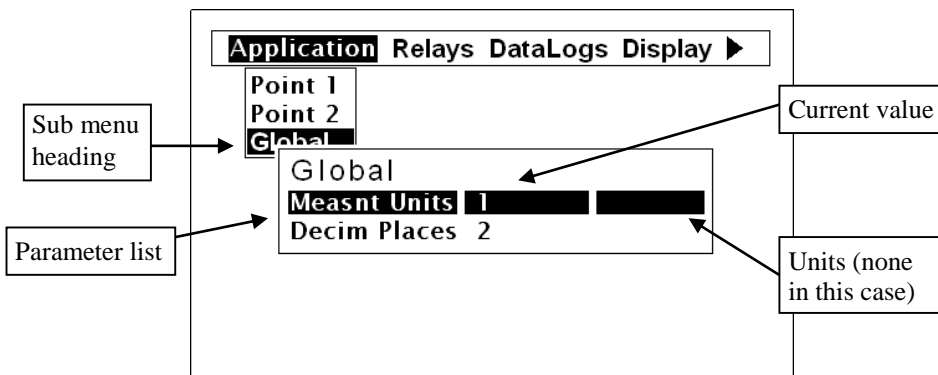 Application Relays DataLogs Display
Point 1
Point 2
Global
Global
Measnt Units 1
Decim Places 2
Sub menu
heading
Parameter list
Current value
Units (none
in this case)